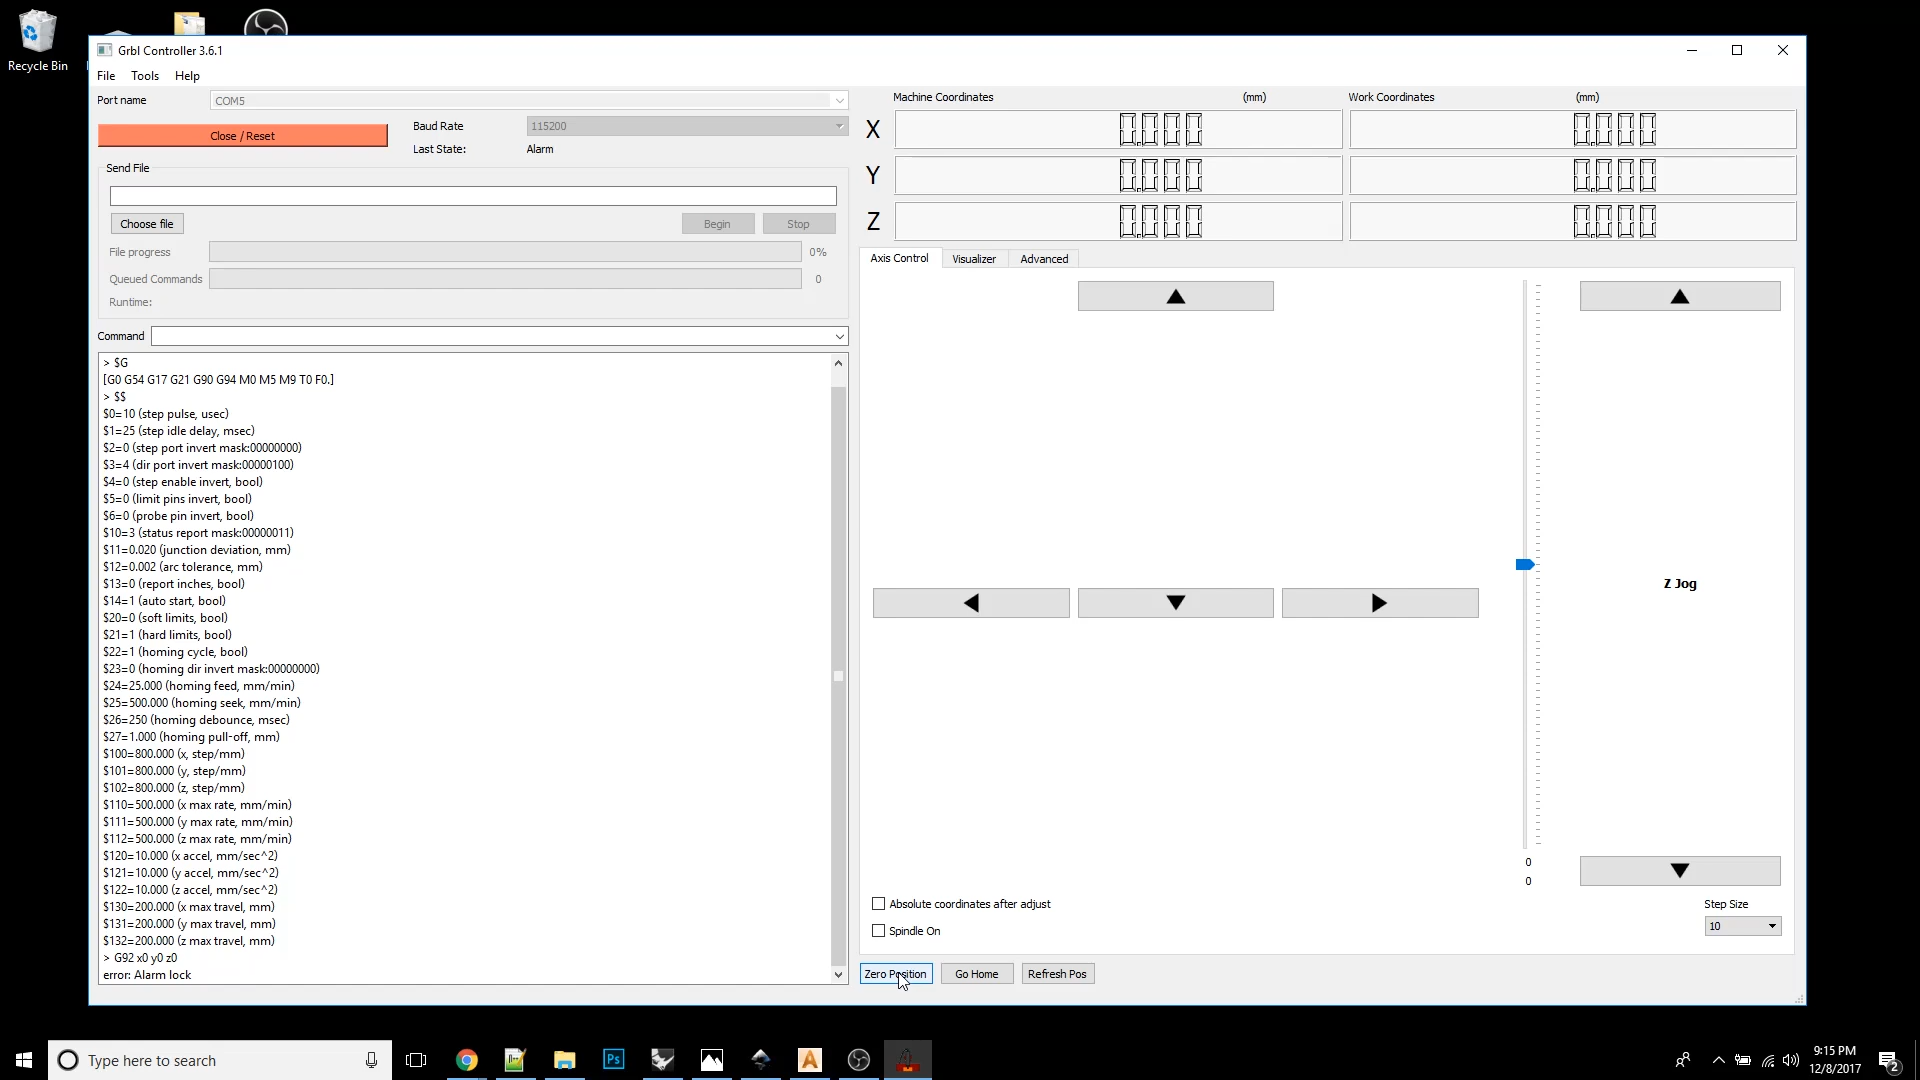 Recycle Bin
Grbl Controller 3.6.1
File Tools Help
Port name COM5
Close / Reset
Baud Rate 115200
Last State: Alarm
Send File
Choose file Begin Stop
File progress 0%
Queued Commands 0
Runtime:
Command
> $G
[G0 G54 G17 G21 G90 G94 M0 M5 M9 T0 F0.]
> $$
$0=10 (step pulse, usec)
$1=25 (step idle delay, msec)
$2=0 (step port invert mask:00000000)
$3=4 (dir port invert mask:00000100)
$4=0 (step enable invert, bool)
$5=0 (limit pins invert, bool)
$6=0 (probe pin invert, bool)
$10=3 (status report mask:00000011)
$11=0.020 (junction deviation, mm)
$12=0.002 (arc tolerance, mm)
$13=0 (report inches, bool)
$14=1 (auto start, bool)
$20=0 (soft limits, bool)
$21=1 (hard limits, bool)
$22=1 (homing cycle, bool)
$23=0 (homing dir invert mask:00000000)
$24=25.000 (homing feed, mm/min)
$25=500.000 (homing seek, mm/min)
$26=250 (homing debounce, msec)
$27=1.000 (homing pull-off, mm)
$100=800.000 (x, step/mm)
$101=800.000 (y, step/mm)
$102=800.000 (z, step/mm)
$110=500.000 (x max rate, mm/min)
$111=500.000 (y max rate, mm/min)
$112=500.000 (z max rate, mm/min)
$120=10.000 (x accel, mm/sec^2)
$121=10.000 (y accel, mm/sec^2)
$122=10.000 (z accel, mm/sec^2)
$130=200.000 (x max travel, mm)
$131=200.000 (y max travel, mm)
$132=200.000 (z max travel, mm)
> G92 x0 y0 z0
error: Alarm lock
Machine Coordinates (mm) Work Coordinates (mm)
X 0.000 0.000
Y 0.000 0.000
Z 0.000 0.000
Axis Control Visualizer Advanced
Z Jog
0
0
Absolute coordinates after adjust
Spindle On
Step Size
10
Zero Position Go Home Refresh Pos
Type here to search
Ps
A
9:15 PM
12/8/2017
2